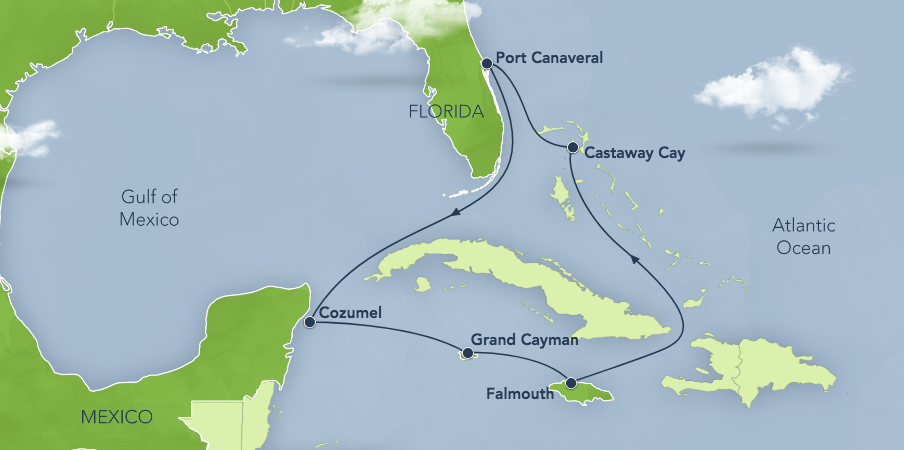 Port Canaveral
FLORIDA
Castaway Cay
Gulf of
Mexico
Atlantic
Ocean
Cozumel
Grand Cayman
Falmouth
MEXICO